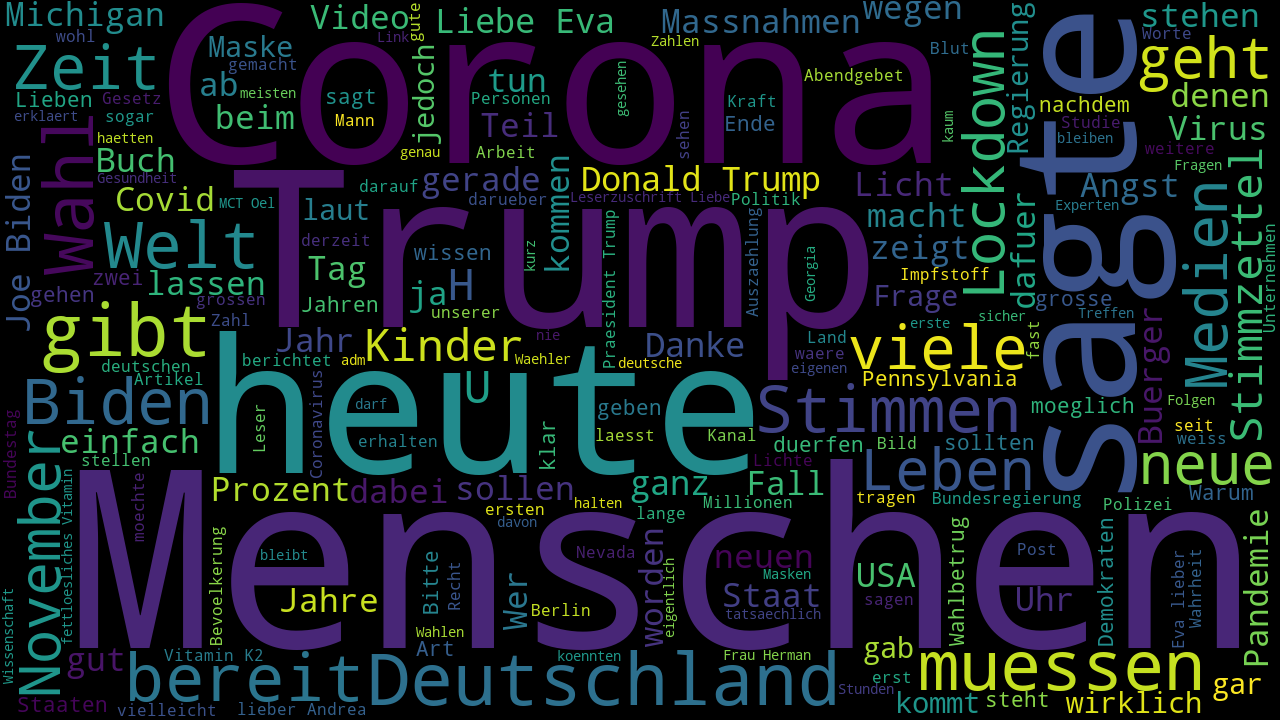 Michigan
wohl
Zeit
Lieben
Gesetz
erklaert
sogar
haetten
Wahl
Buch
Gesundheit
Covid
MCT Oel
Welt
Joe Biden
zwei
gehen
lassen
grossen
Zahl
gibt
deutschen
Artikel
Biden
einfach
stellen
Bundestag
November
fettloesliches Vitamin
moechte
Wissenschaft
gut
Staaten
vielleicht
Corona
Video
Link
gute
Liebe Eva
Massnahmen
wegen
Zahlen
Blut
Maske
gemacht
ab
meisten
beim
sagt
Mann
jedoch
genau
tun
Personen
Teil
Arbeit
gesehen
sehen
Kraft
Ende
Abendgebet
kaum
Lockdown
Regierung
sagte
stehen
Worte
geht
denen
nachdem
Studie
bleiben
Virus
weitere
Fragen
Trump
darauf
gerade
darueber
Donald Trump
Leserzuschrift Liebe
Politik
Licht
Angst
Experten
laut
derzeit
Tag
Jahren
wissen
ja
H
unserer
kurz
kommen
Praesident Trump
Auszaehlung
Georgia
macht
zeigt
Impfstoff
Frage
dafuer
grosse
Treffen
Medien
Stimmzettel
Unternehmen
heute
Jahr
berichtet
adm
Kinder
Waehler
nie
deutsche
Danke
Land
waere
eigenen
erste
sicher
viele
fast
Pennsylvania
Buerger
Coronavirus
Leser
darf
erhalten
U
klar
geben
laesst
Kanal
Stimmen
duerfen
Bild
moeglich
sollten
Folgen
seit
weiss
Menschen
Prozent
dabei
sollen
ersten
davon
halten
ganz
lange
Millionen
Lichte
Fall
Leben
tragen
Bundesregierung
neue
warum
Polizei
Bevoelkerung
bleibt
Jahre
Bitte
Recht
Wahlen
Art
Wer
Berlin
Nevada
worden
eigentlich
neuen
Masken
Staat
tatsaechlich
USA
sagen
Wahlbetrug
Post
Uhr
Demokraten
Eva lieber
Wahrheit
Pandemie
bereit
Vitamin K2
lieber Andrea
Deutschland
koennten
Frau Herman
Stunden
gab
erst
kommt
muessen
steht
wirklich
gar